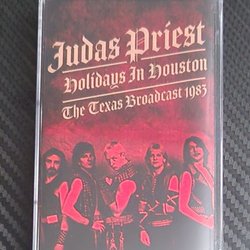 Judas Priest
Holidays In Houston
The Texas Broadcast 1983